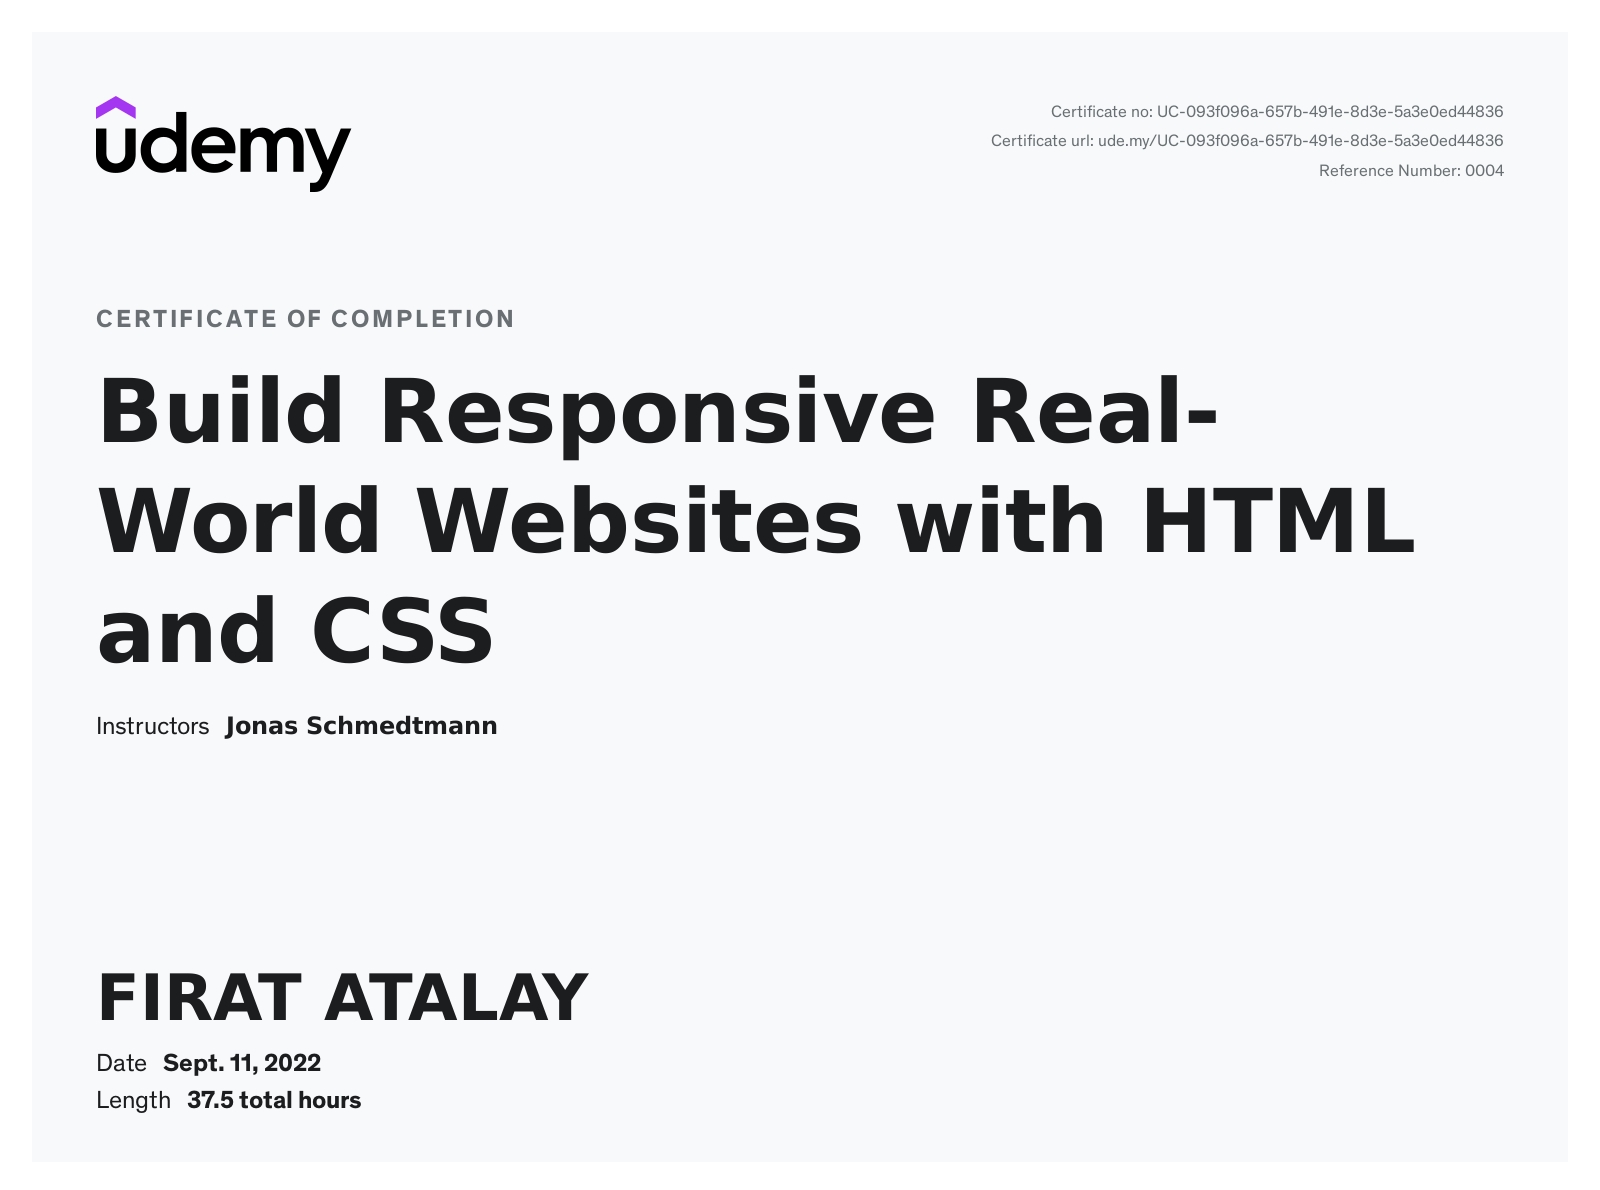 udemy
Certificate no: UC-093f096a-657b-491e-8d3e-5a3e0ed44836
Certificate url: ude.my/UC-093f096a-657b-491e-8d3e-5a3e0ed44836
Reference Number: 0004
CERTIFICATE OF COMPLETION
Build Responsive Real-
World Websites with HTML
and CSS
Instructors Jonas Schmedtmann
FIRAT ATALAY
Date Sept. 11, 2022
Length 37.5 total hours